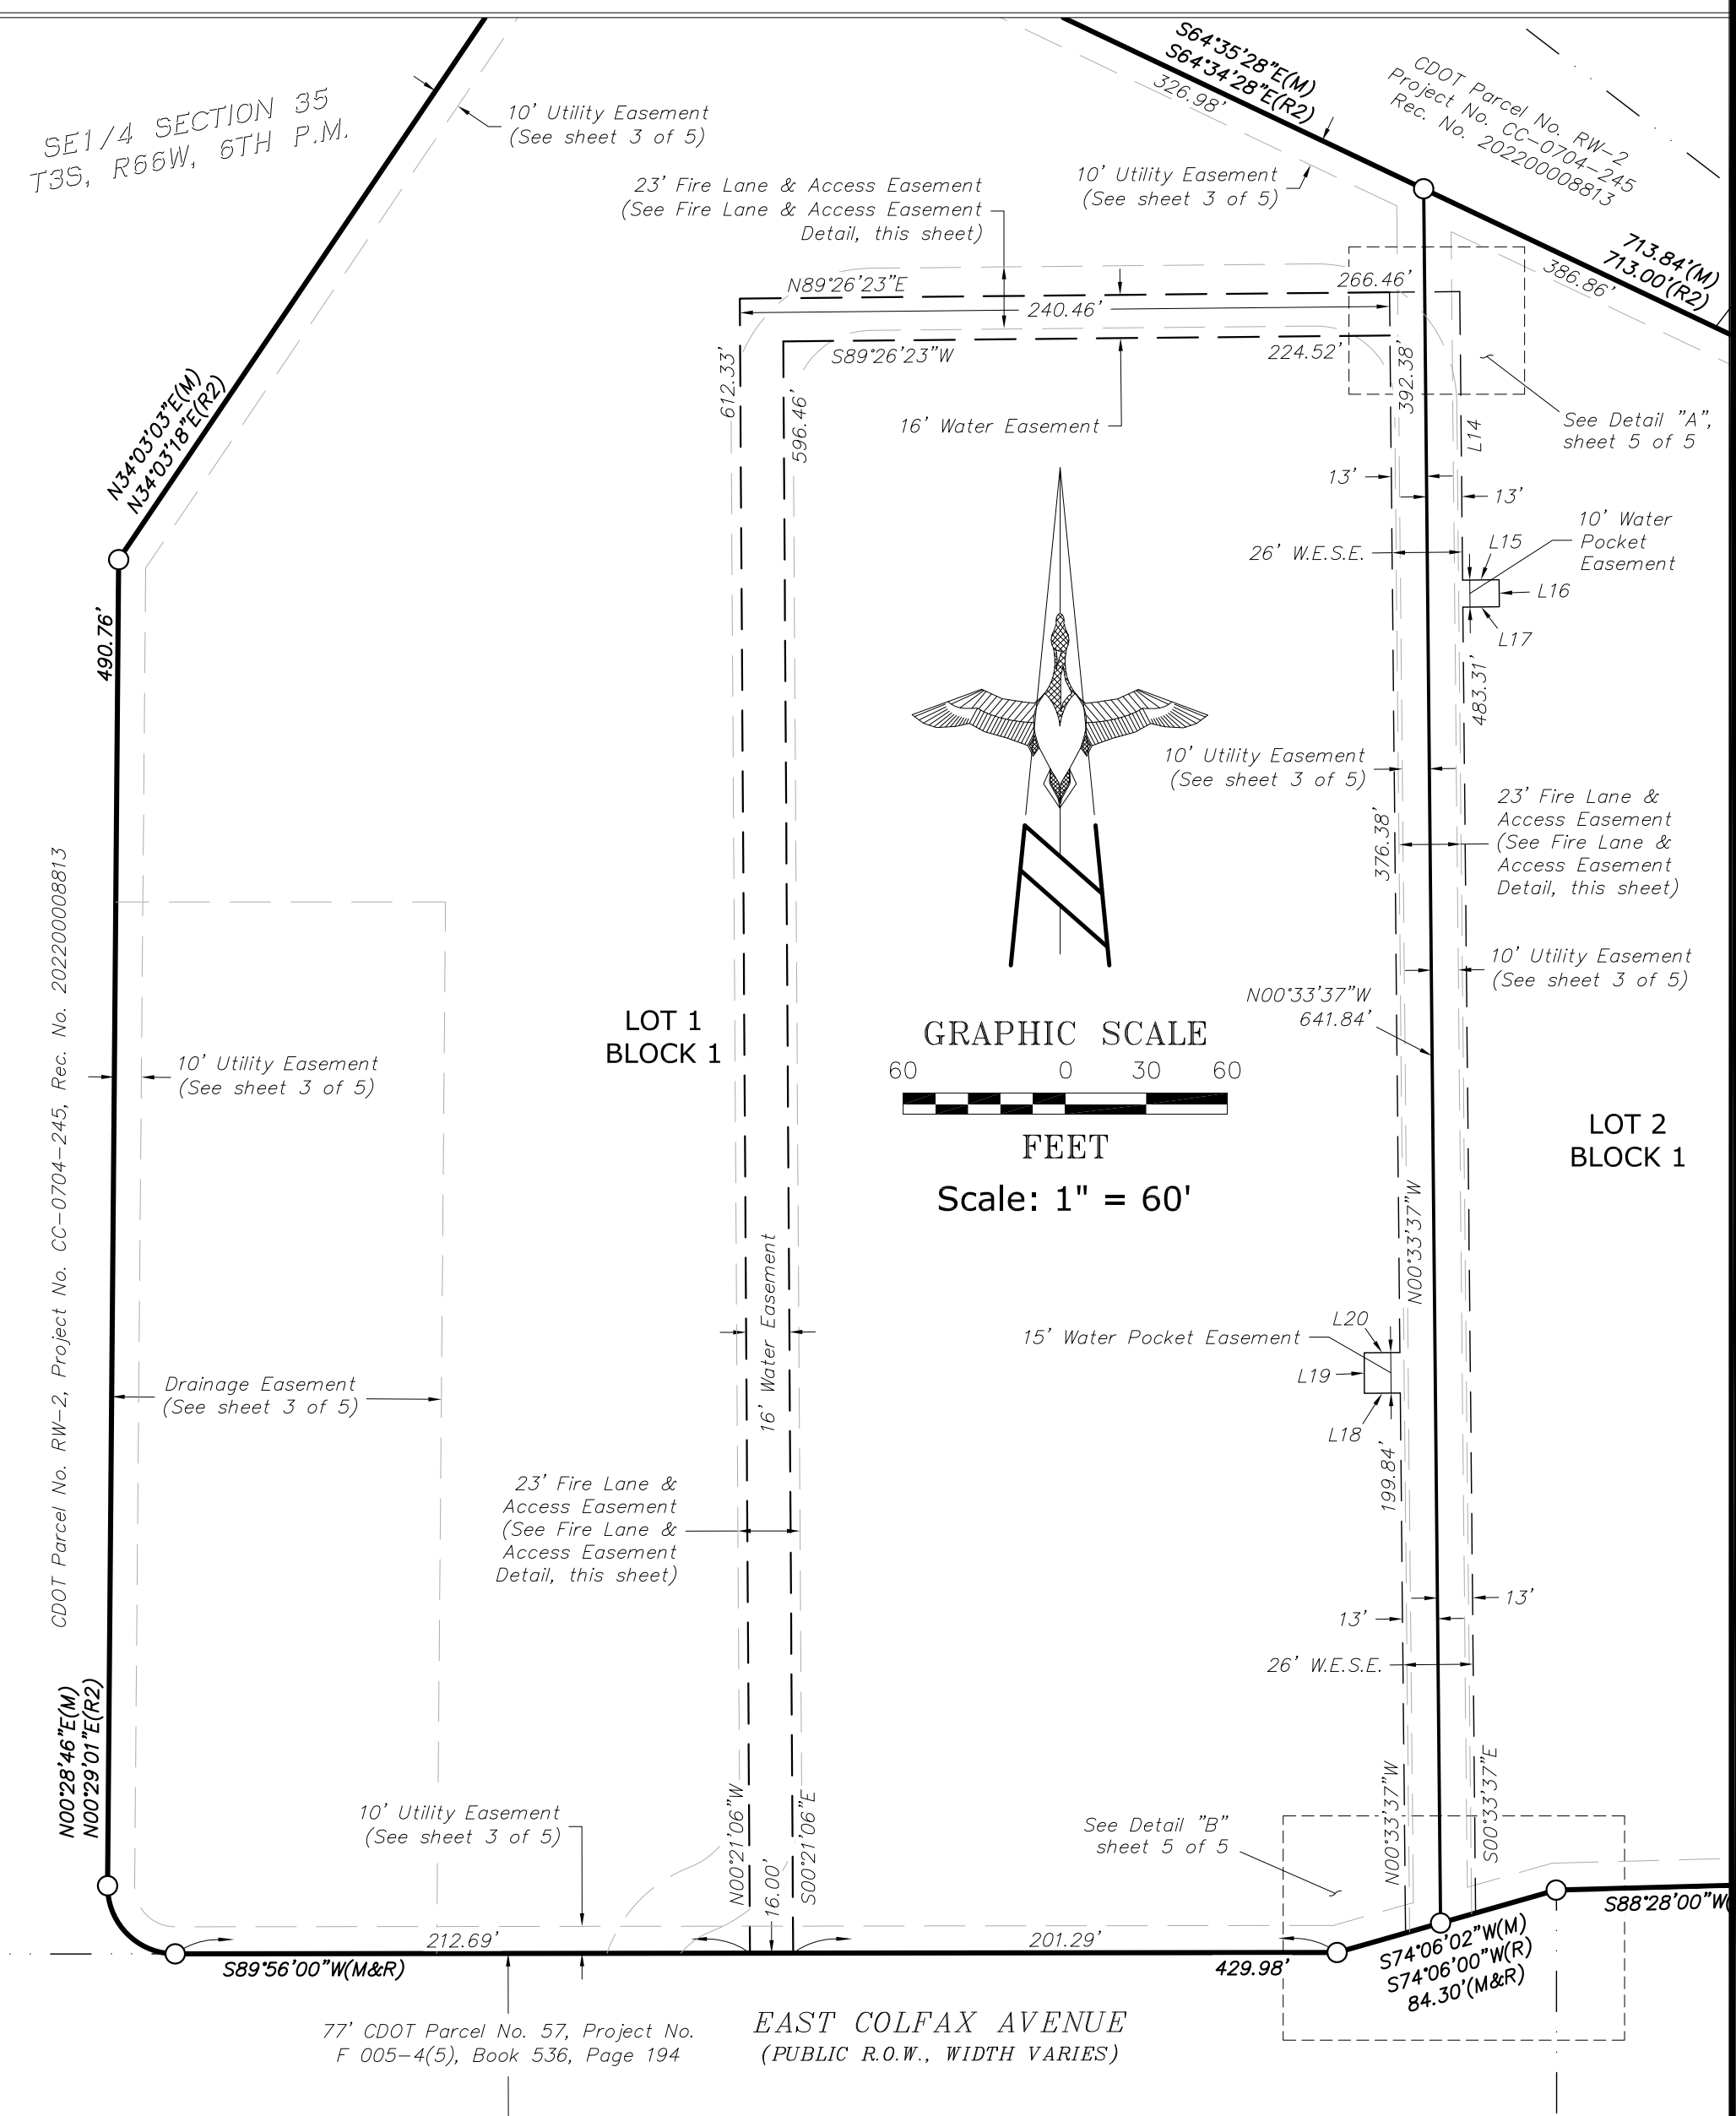 SE1/4 SECTION 35
T3S, R66W, 6TH P.M.
10' Utility Easement
(See sheet 3 of 5)
S64°35'28"E(M)
S64°34'28"E(R2)
326.98'
CDOT Parcel No. RW-2
Project No. CC-0704-245
Rec. No. 2022000008813
23' Fire Lane & Access Easement
(See Fire Lane & Access Easement
Detail, this sheet)
10' Utility Easement
(See sheet 3 of 5)
713.84'(M)
713.00'(R2)
386.86'
N89°26'23"E
266.46'
240.46'
S89°26'23"W
224.52'
612.33'
596.46'
392.38'
16' Water Easement
L14
See Detail "A",
sheet 5 of 5
N34°03'03"E(M)
N34°03'18"E(R2)
13'
13'
26' W.E.S.E.
10' Water
Pocket
Easement
L15
L16
L17
490.76'
483.31'
10' Utility Easement
(See sheet 3 of 5)
23' Fire Lane &
Access Easement
(See Fire Lane &
Access Easement
Detail, this sheet)
376.38'
10' Utility Easement
(See sheet 3 of 5)
N00°33'37"W
641.84'
CDOT Parcel No. RW-2, Project No. CC-0704-245, Rec. No. 2022000008813
LOT 1
BLOCK 1
GRAPHIC SCALE
60 0 30 60
FEET
Scale: 1" = 60'
10' Utility Easement
(See sheet 3 of 5)
LOT 2
BLOCK 1
N00°33'37"W
16' Water Easement
15' Water Pocket Easement
L20
L19
L18
Drainage Easement
(See sheet 3 of 5)
199.84'
23' Fire Lane &
Access Easement
(See Fire Lane &
Access Easement
Detail, this sheet)
13'
13'
26' W.E.S.E.
N00°28'46"E(M)
N00°29'01"E(R2)
10' Utility Easement
(See sheet 3 of 5)
N00°21'06"W
16.00'
S00°21'06"E
See Detail "B"
sheet 5 of 5
N00°33'37"W
S00°33'37"E
S88°28'00"W(
212.69'
201.29'
S89°56'00"W(M&R)
429.98'
S74°06'02"W(M)
S74°06'00"W(R)
84.30'(M&R)
77' CDOT Parcel No. 57, Project No.
F 005-4(5), Book 536, Page 194
EAST COLFAX AVENUE
(PUBLIC R.O.W., WIDTH VARIES)